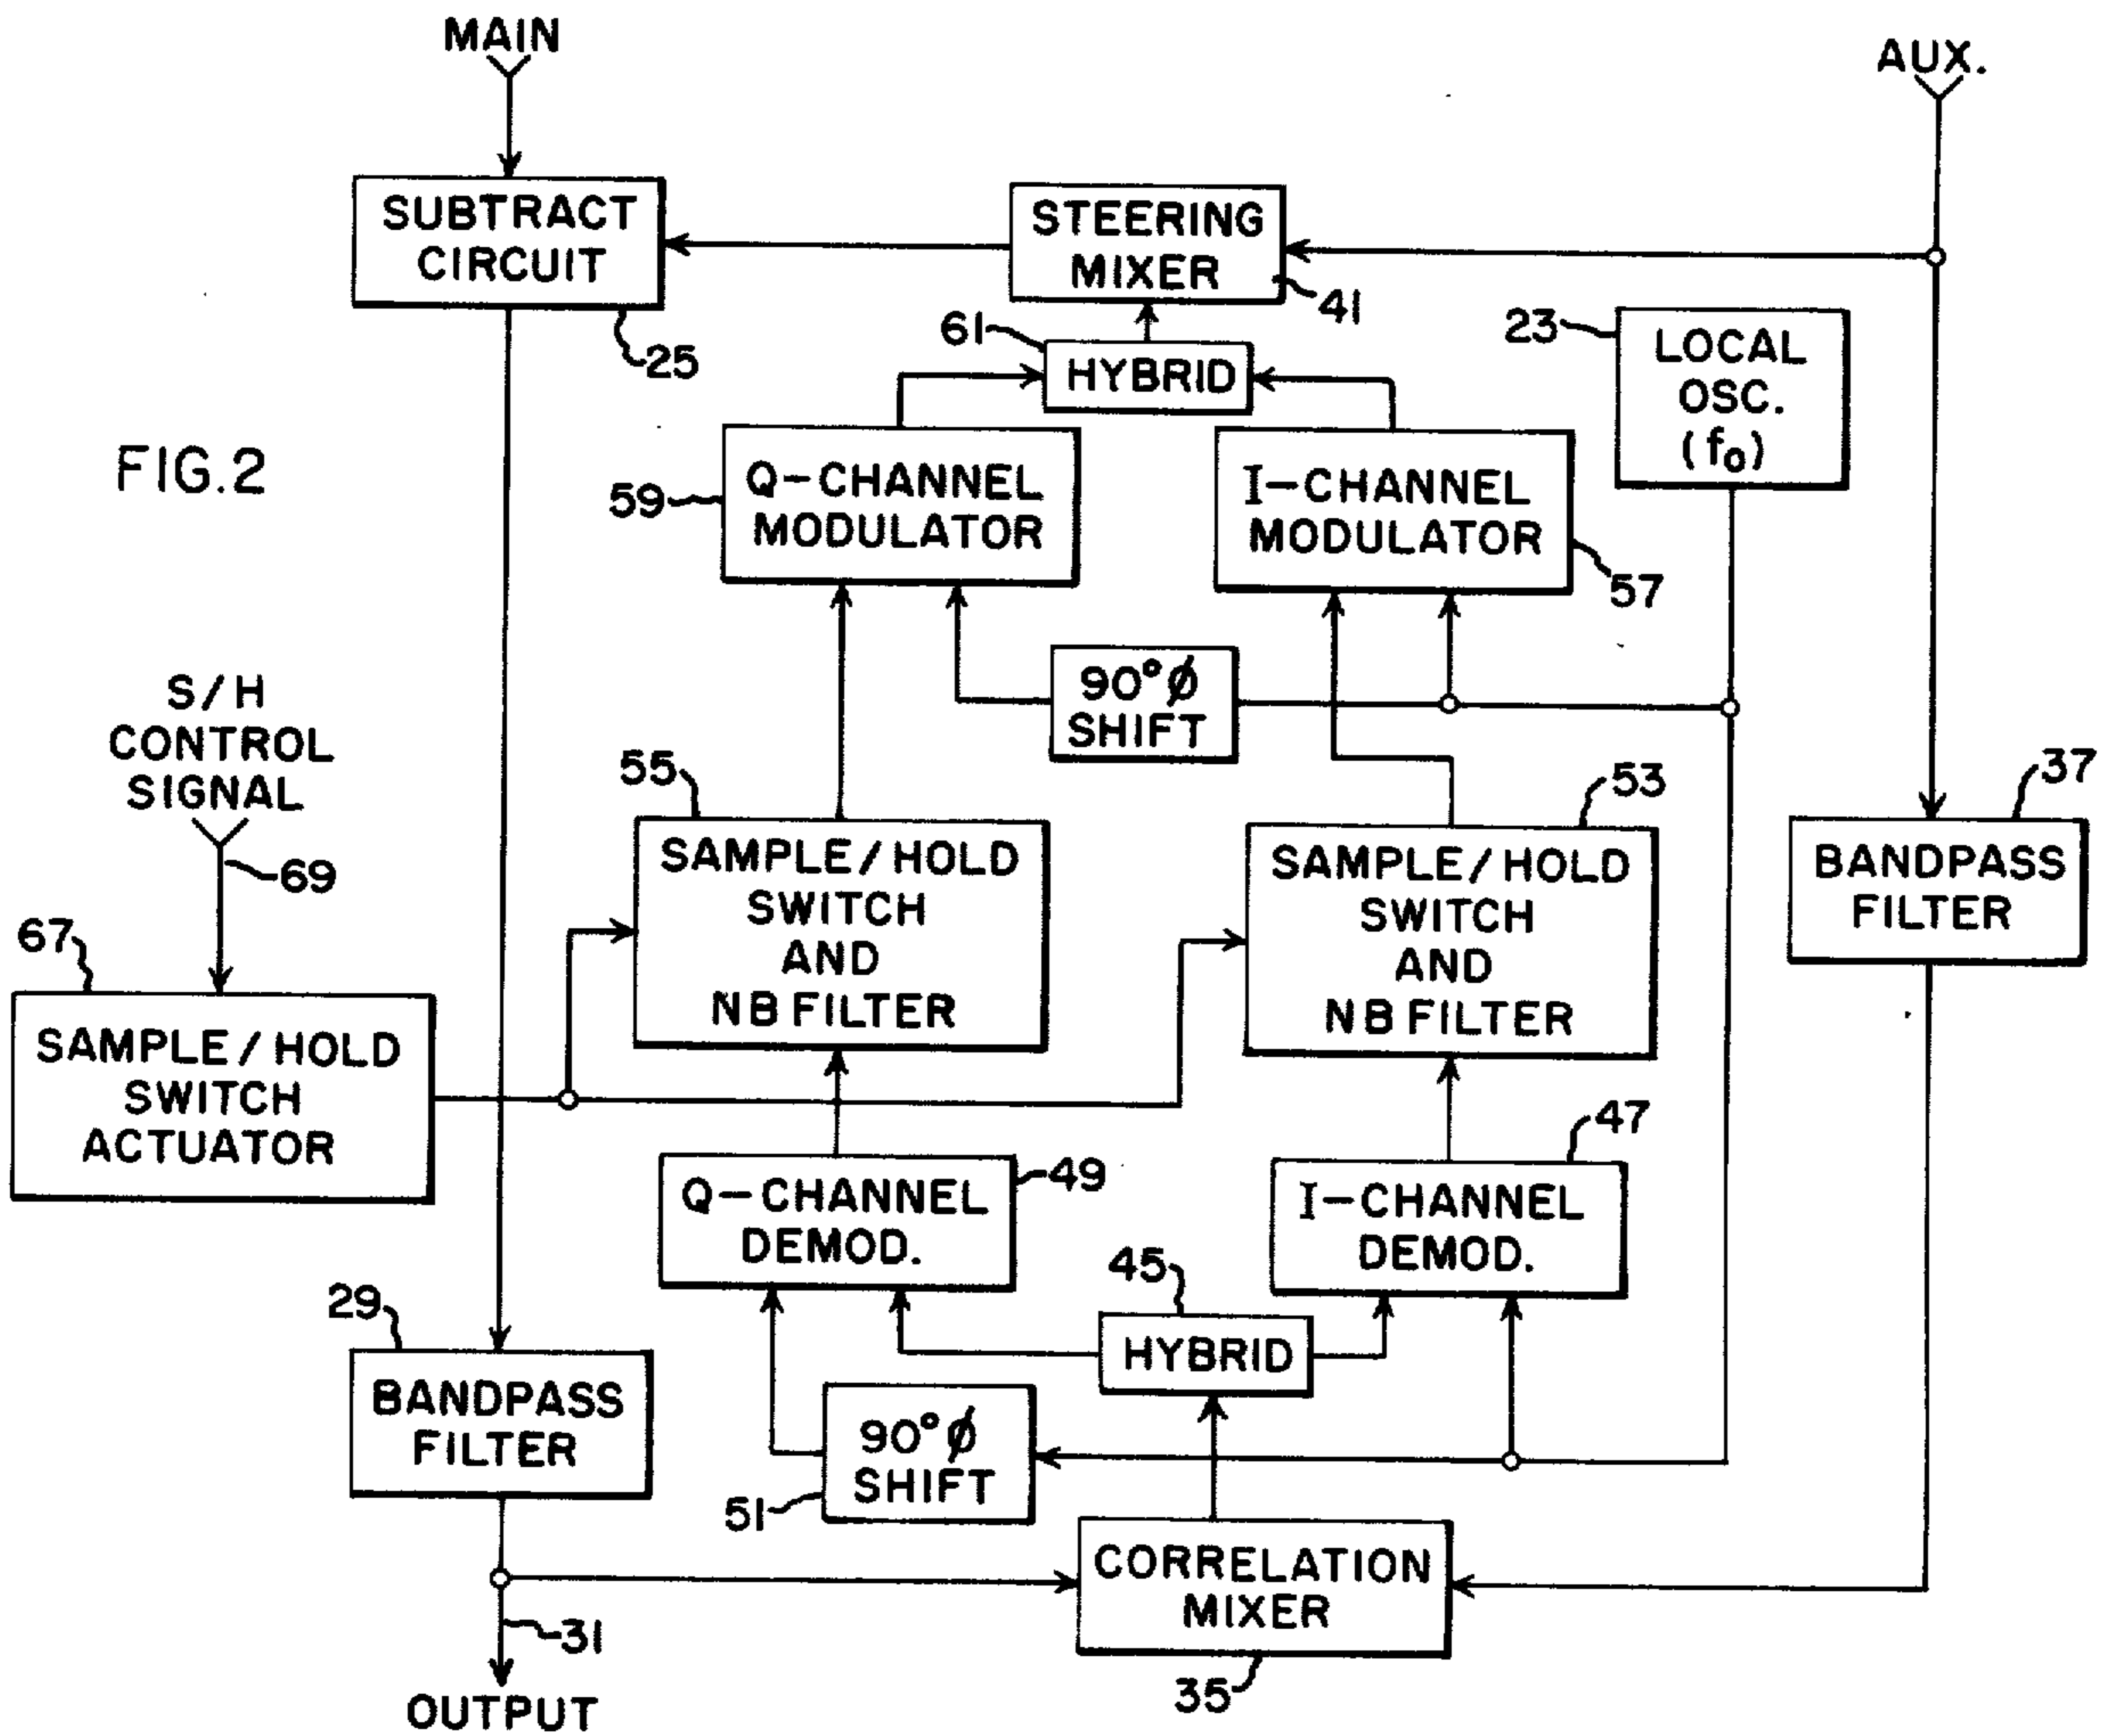 MAIN
AUX.
SUBTRACT
CIRCUIT
25
STEERING
MIXER
41
61
HYBRID
23
LOCAL
OSC.
(fo)
FIG.2
59
Q-CHANNEL
MODULATOR
I-CHANNEL
MODULATOR
57
90°ϕ
SHIFT
S/H
CONTROL
SIGNAL
69
55
SAMPLE/HOLD
SWITCH
AND
NB FILTER
53
SAMPLE/HOLD
SWITCH
AND
NB FILTER
37
BANDPASS
FILTER
67
SAMPLE/HOLD
SWITCH
ACTUATOR
49
Q-CHANNEL
DEMOD.
47
I-CHANNEL
DEMOD.
45
HYBRID
29
BANDPASS
FILTER
51
90°ϕ
SHIFT
CORRELATION
MIXER
35
31
OUTPUT